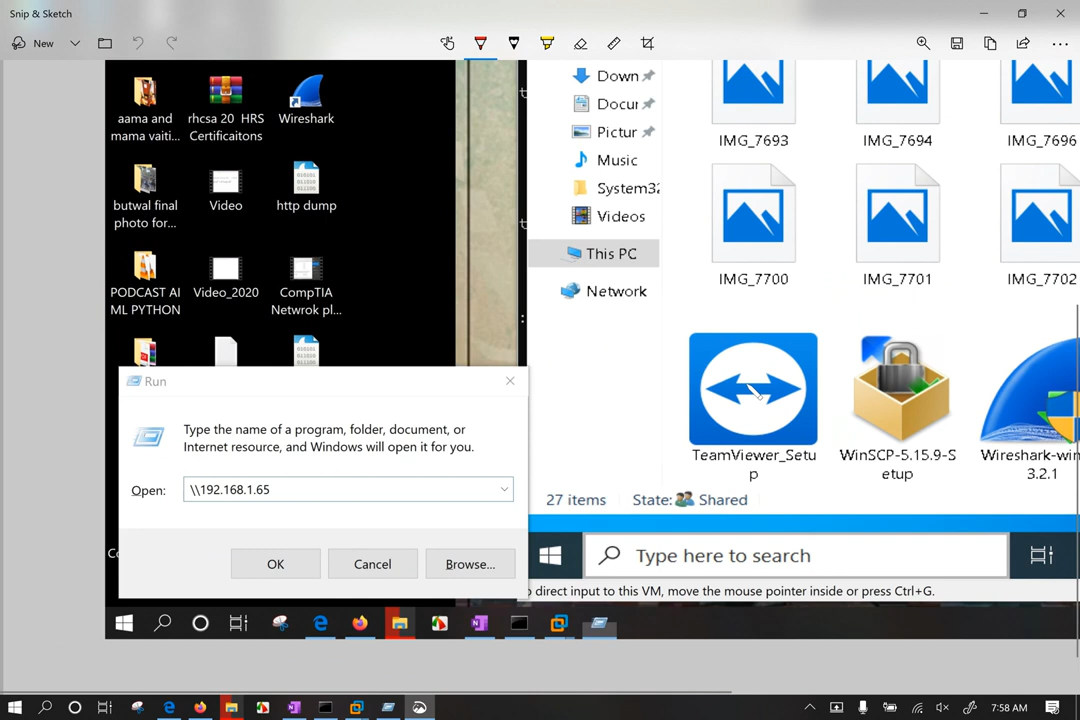 Snip & Sketch
New
aama and
mama vaiti...
rhcsa 20 HRS
Certificaitons
Wireshark
butwal final
photo for...
Video
http dump
PODCAST AI
ML PYTHON
Video_2020
CompTIA
Netwrok pl...
Run
Type the name of a program, folder, document, or
Internet resource, and Windows will open it for you.
Open:
\\192.168.1.65
OK
Cancel
Browse...
Down
Docur
Pictur
Music
System32
Videos
This PC
Network
IMG_7693
IMG_7694
IMG_7696
IMG_7700
IMG_7701
IMG_7702
TeamViewer_Setu
p
WinSCP-5.15.9-S
etup
Wireshark-win
3.2.1
27 items
State:
Shared
Type here to search
direct input to this VM, move the mouse pointer inside or press Ctrl+G.
7:58 AM